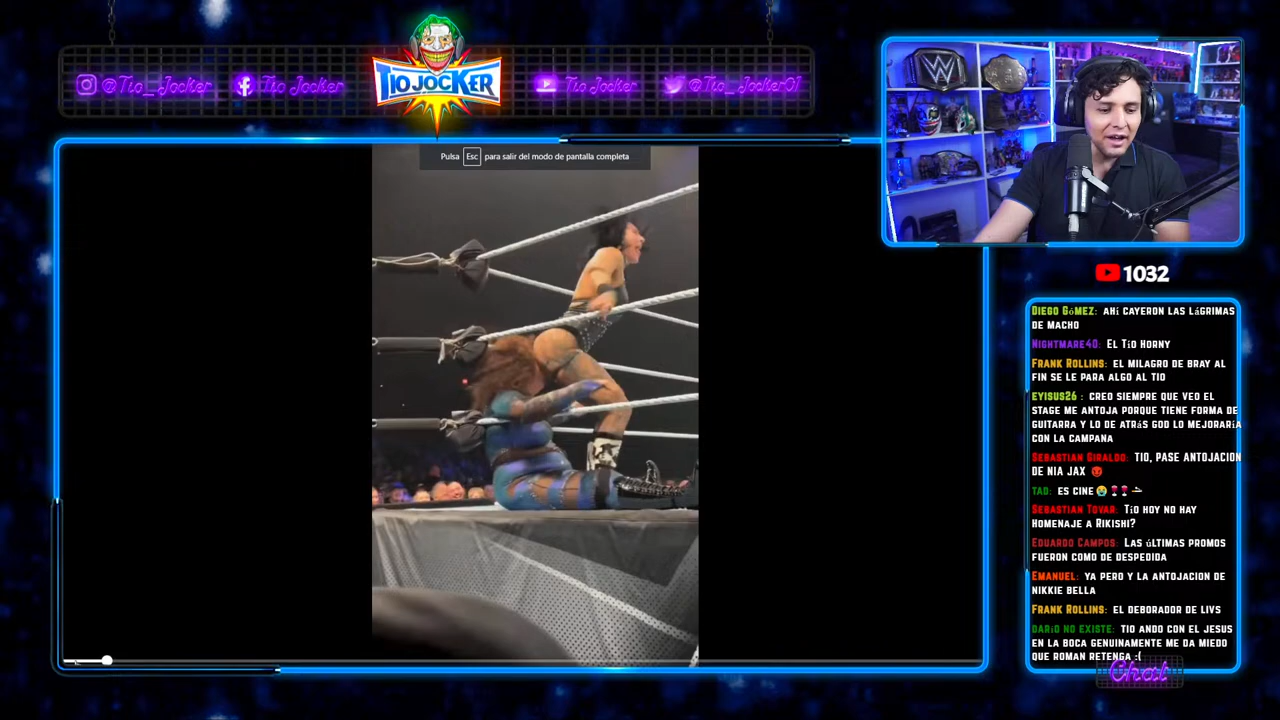 @Tio_Jocker
Tio Jocker
TIO JOCKER
Tio Jocker
@Tio_Jocker01
Pulsa Esc para salir del modo de pantalla completa
W
1032
DIEGO GÓMEZ: AHÍ CAYERON LAS LÁGRIMAS
DE MACHO
NIGHTMARE40: EL TÍO HORNY
FRANK ROLLINS: EL MILAGRO DE BRAY AL
FIN SE LE PARA ALGO AL TIO
EYISUS26 : CREO SIEMPRE QUE VEO EL
STAGE ME ANTOJA PORQUE TIENE FORMA DE
GUITARRA Y LO DE ATRÁS GOD LO MEJORARÍA
CON LA CAMPANA
SEBASTIAN GIRALDO: TIO, PASE ANTOJACION
DE NIA JAX
TAD: ES CINE
SEBASTIAN TOVAR: TÍO HOY NO HAY
HOMENAJE A RIKISHI?
EDUARDO CAMPOS: LAS ÚLTIMAS PROMOS
FUERON COMO DE DESPEDIDA
EMANUEL: YA PERO Y LA ANTOJACION DE
NIKKIE BELLA
FRANK ROLLINS: EL DEBORADOR DE LIVS
DARÍO NO EXISTE: TIO ANDO CON EL JESUS
EN LA BOCA GENUINAMENTE ME DA MIEDO
QUE ROMAN RETENGA :(
Chat